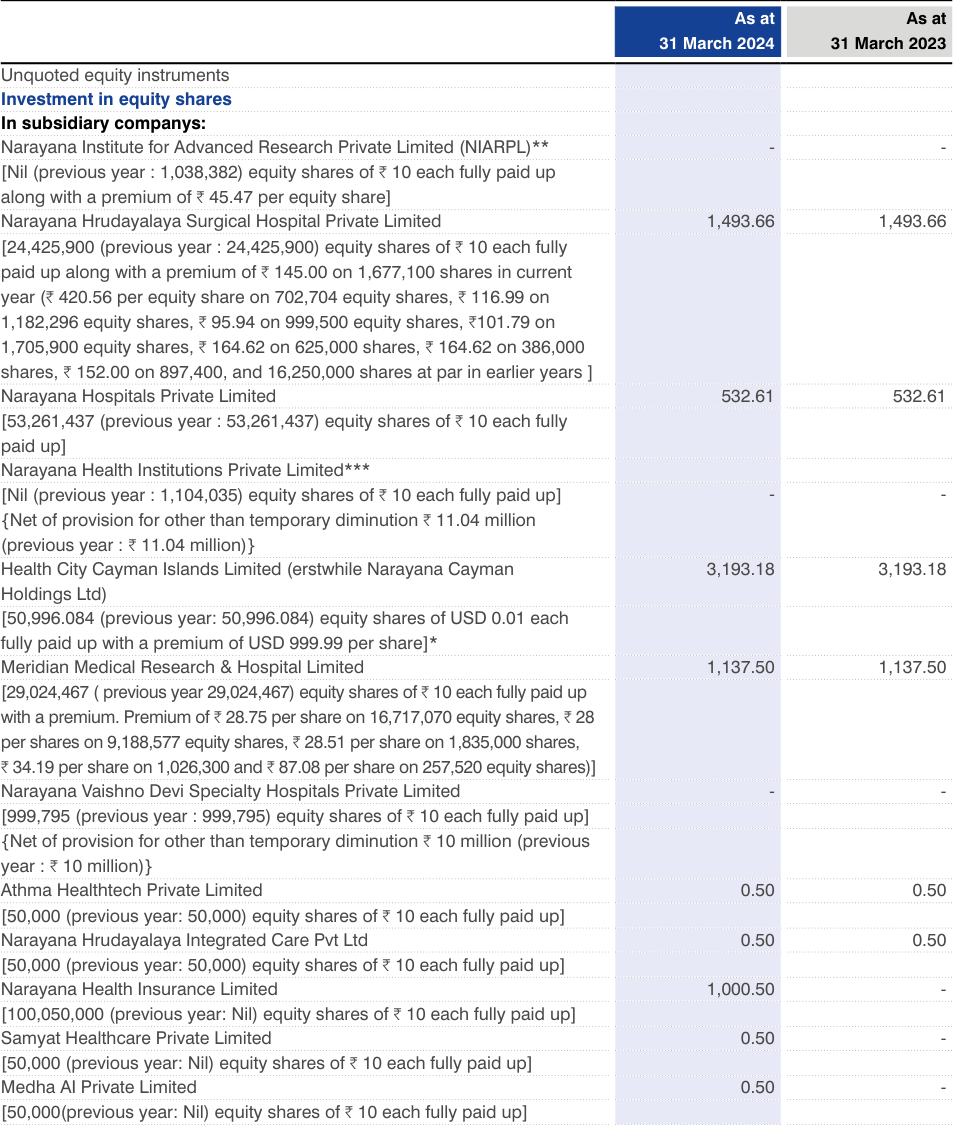 As at As at
31 March 2024 31 March 2023
Unquoted equity instruments
Investment in equity shares
In subsidiary companys:
Narayana Institute for Advanced Research Private Limited (NIARPL)** - -
[Nil (previous year : 1,038,382) equity shares of ₹ 10 each fully paid up
along with a premium of ₹ 45.47 per equity share]
Narayana Hrudayalaya Surgical Hospital Private Limited 1,493.66 1,493.66
[24,425,900 (previous year : 24,425,900) equity shares of ₹ 10 each fully
paid up along with a premium of ₹ 145.00 on 1,677,100 shares in current
year (₹ 420.56 per equity share on 702,704 equity shares, ₹ 116.99 on
1,182,296 equity shares, ₹ 95.94 on 999,500 equity shares, ₹101.79 on
1,705,900 equity shares, ₹ 164.62 on 625,000 shares, ₹ 164.62 on 386,000
shares, ₹ 152.00 on 897,400, and 16,250,000 shares at par in earlier years ]
Narayana Hospitals Private Limited 532.61 532.61
[53,261,437 (previous year : 53,261,437) equity shares of ₹ 10 each fully
paid up]
Narayana Health Institutions Private Limited***
[Nil (previous year : 1,104,035) equity shares of ₹ 10 each fully paid up] - -
{Net of provision for other than temporary diminution ₹ 11.04 million
(previous year : ₹ 11.04 million)}
Health City Cayman Islands Limited (erstwhile Narayana Cayman 3,193.18 3,193.18
Holdings Ltd)
[50,996.084 (previous year: 50,996.084) equity shares of USD 0.01 each
fully paid up with a premium of USD 999.99 per share]*
Meridian Medical Research & Hospital Limited 1,137.50 1,137.50
[29,024,467 ( previous year 29,024,467) equity shares of ₹ 10 each fully paid up
with a premium. Premium of ₹ 28.75 per share on 16,717,070 equity shares, ₹ 28
per shares on 9,188,577 equity shares, ₹ 28.51 per share on 1,835,000 shares,
₹ 34.19 per share on 1,026,300 and ₹ 87.08 per share on 257,520 equity shares)]
Narayana Vaishno Devi Specialty Hospitals Private Limited - -
[999,795 (previous year : 999,795) equity shares of ₹ 10 each fully paid up]
{Net of provision for other than temporary diminution ₹ 10 million (previous
year : ₹ 10 million)}
Athma Healthtech Private Limited 0.50 0.50
[50,000 (previous year: 50,000) equity shares of ₹ 10 each fully paid up]
Narayana Hrudayalaya Integrated Care Pvt Ltd 0.50 0.50
[50,000 (previous year: 50,000) equity shares of ₹ 10 each fully paid up]
Narayana Health Insurance Limited 1,000.50 -
[100,050,000 (previous year: Nil) equity shares of ₹ 10 each fully paid up]
Samyat Healthcare Private Limited 0.50 -
[50,000 (previous year: Nil) equity shares of ₹ 10 each fully paid up]
Medha AI Private Limited 0.50 -
[50,000(previous year: Nil) equity shares of ₹ 10 each fully paid up]